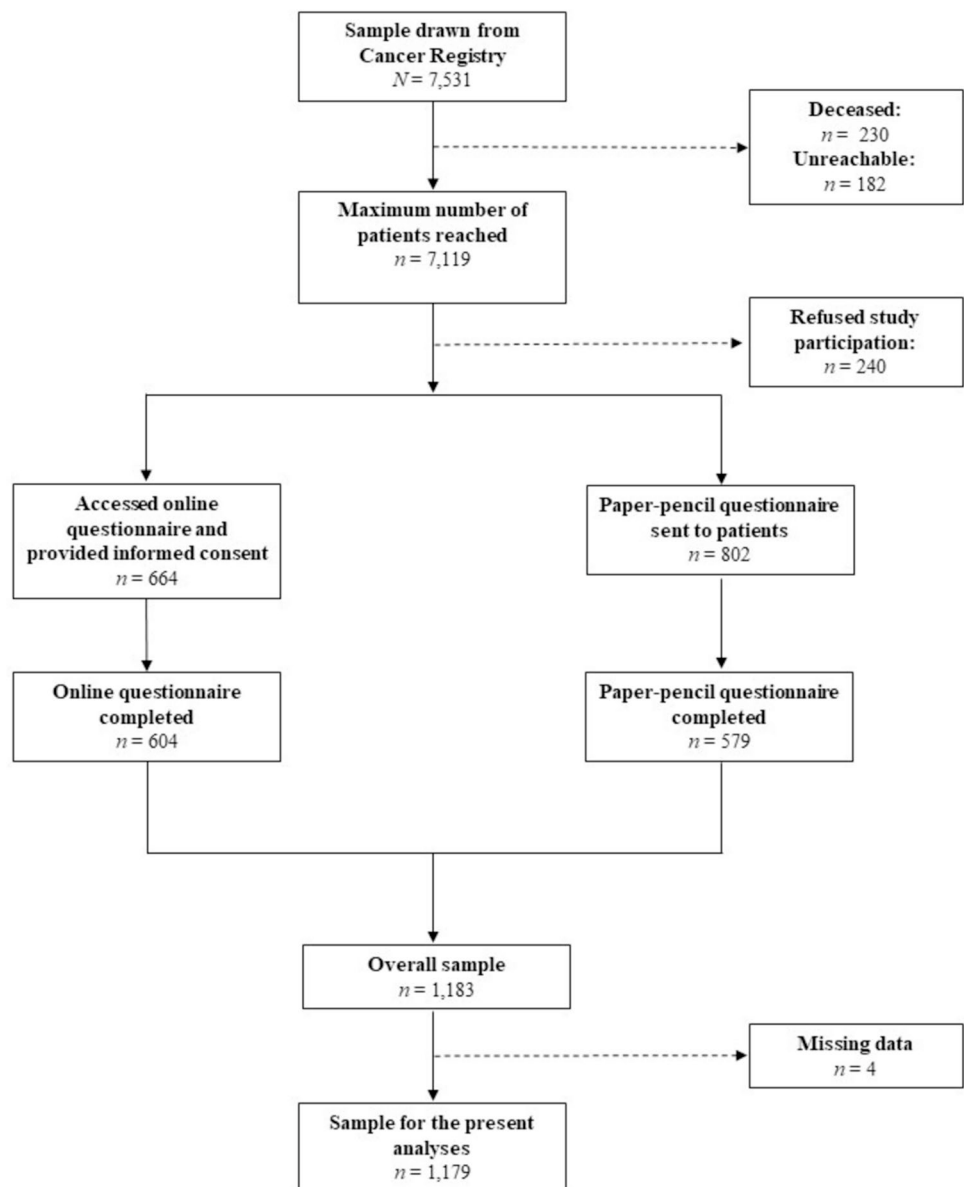 Sample drawn from
Cancer Registry
N = 7,531
Deceased:
n = 230
Unreachable:
n = 182
Maximum number of
patients reached
n = 7,119
Refused study
participation:
n = 240
Accessed online
questionnaire and
provided informed consent
n = 664
Paper-pencil questionnaire
sent to patients
n = 802
Online questionnaire
completed
n = 604
Paper-pencil questionnaire
completed
n = 579
Overall sample
n = 1,183
Missing data
n = 4
Sample for the present
analyses
n = 1,179